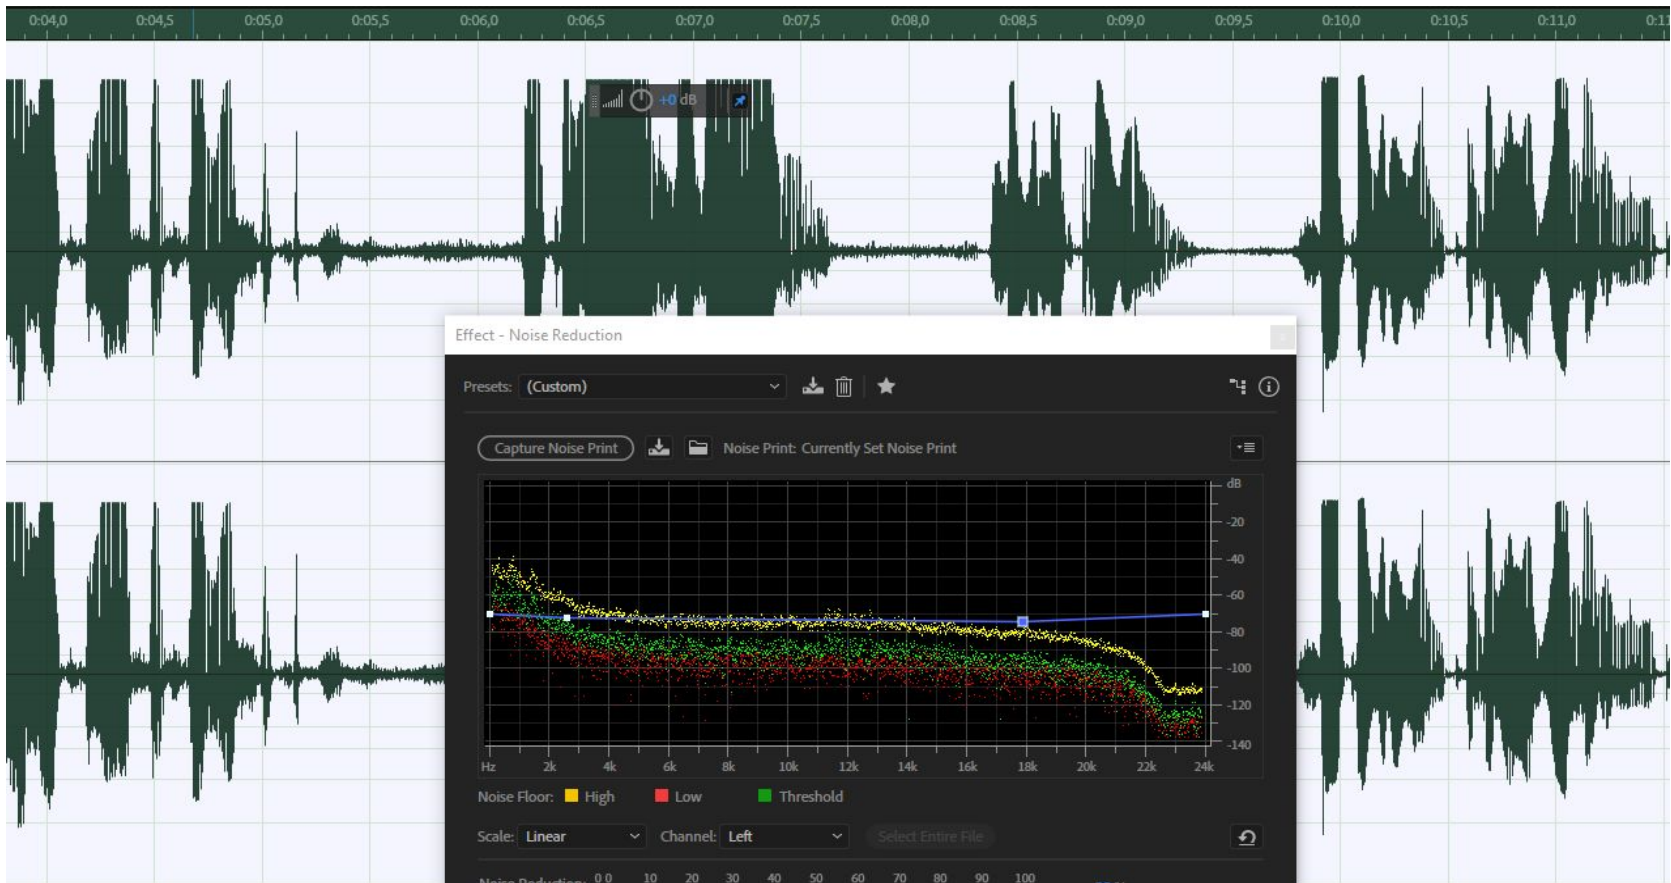 0:04,0 0:04,5 0:05,0 0:05,5 0:06,0 0:06,5 0:07,0 0:07,5 0:08,0 0:08,5 0:09,0 0:09,5 0:10,0 0:10,5 0:11,0
+0 dB
Effect - Noise Reduction
Presets: (Custom)
Capture Noise Print Noise Print: Currently Set Noise Print
dB
-20
-40
-60
-80
-100
-120
-140
Hz 2k 4k 6k 8k 10k 12k 14k 16k 18k 20k 22k 24k
Noise Floor: High Low Threshold
Scale: Linear Channel: Left Select Entire File
Noise Reduction: 0 0 10 20 30 40 50 60 70 80 90 100